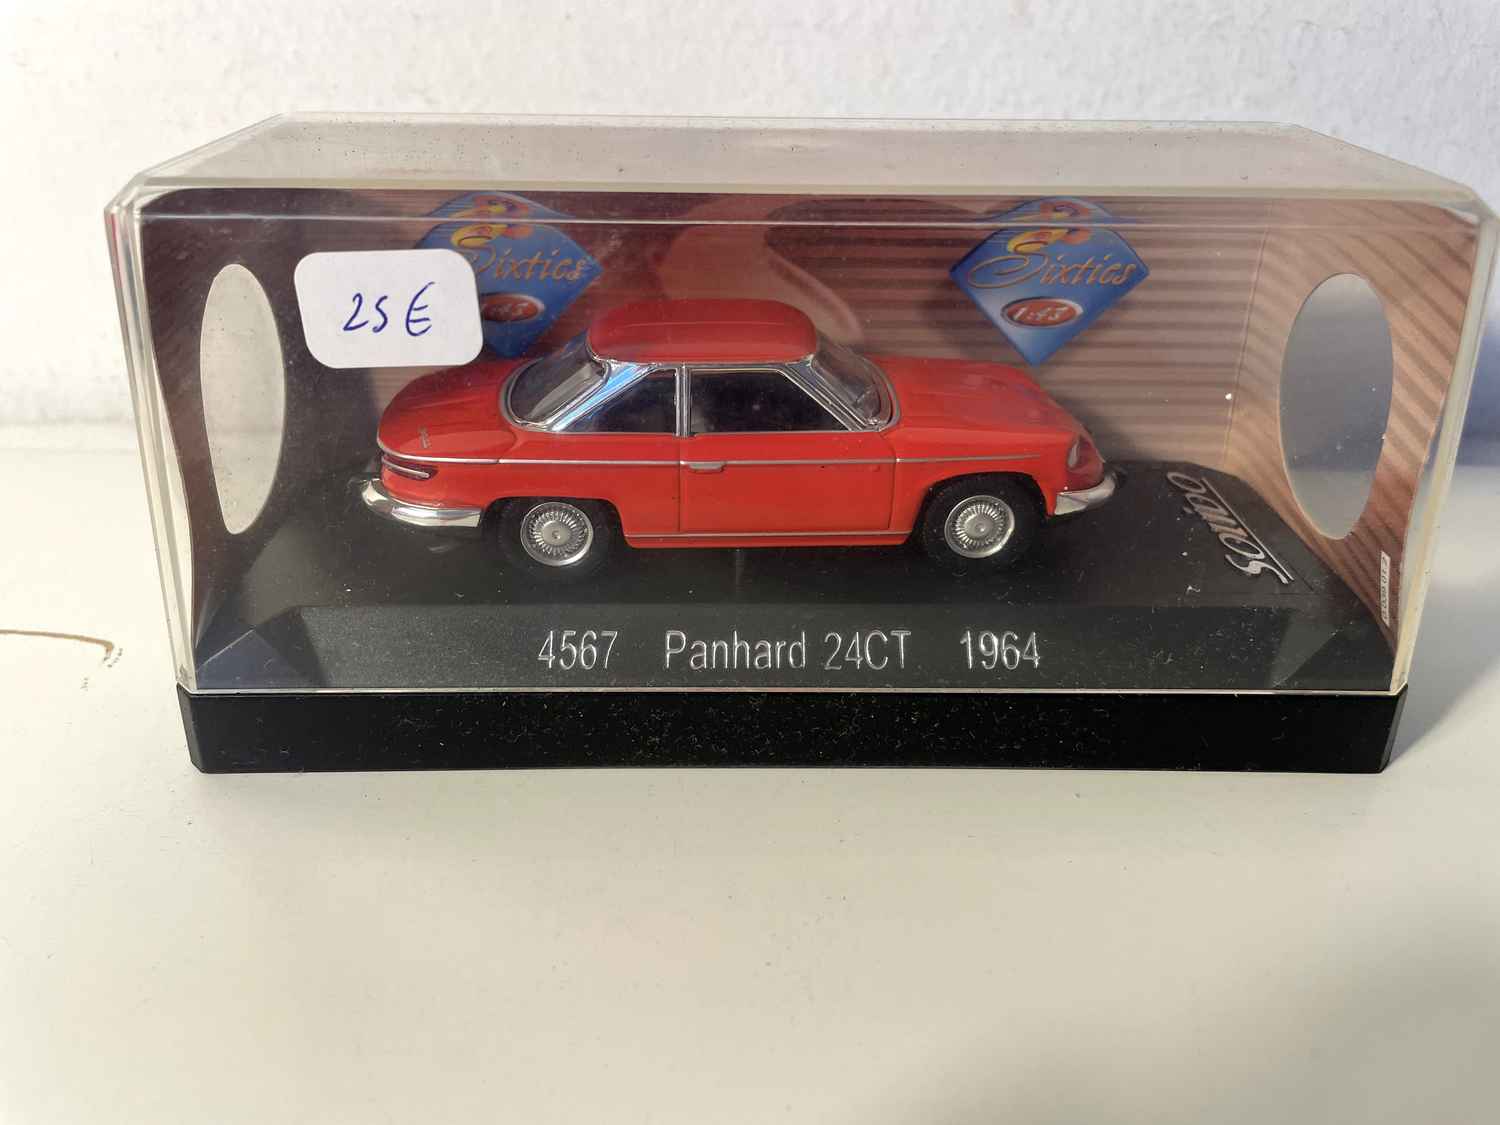 Sixties
1:43
Sixties
1:43
25€
Solido
4567 Panhard 24CT 1964